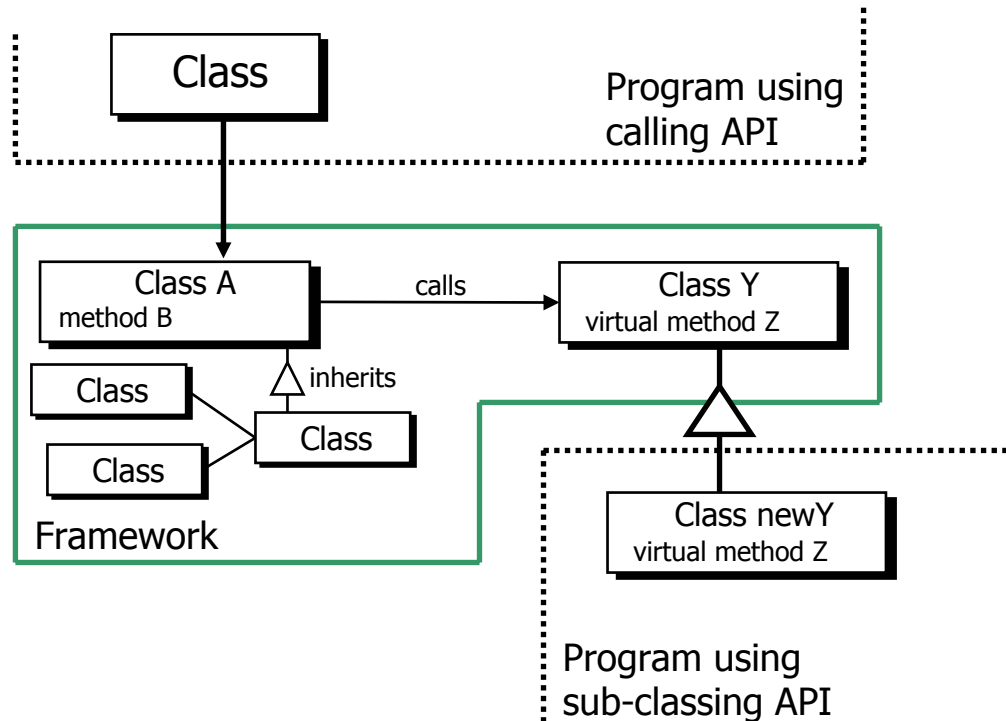 Class
Program using
calling API
Class A
method B
calls
Class Y
virtual method Z
inherits
Class
Class
Class
Framework
Class newY
virtual method Z
Program using
sub-classing API